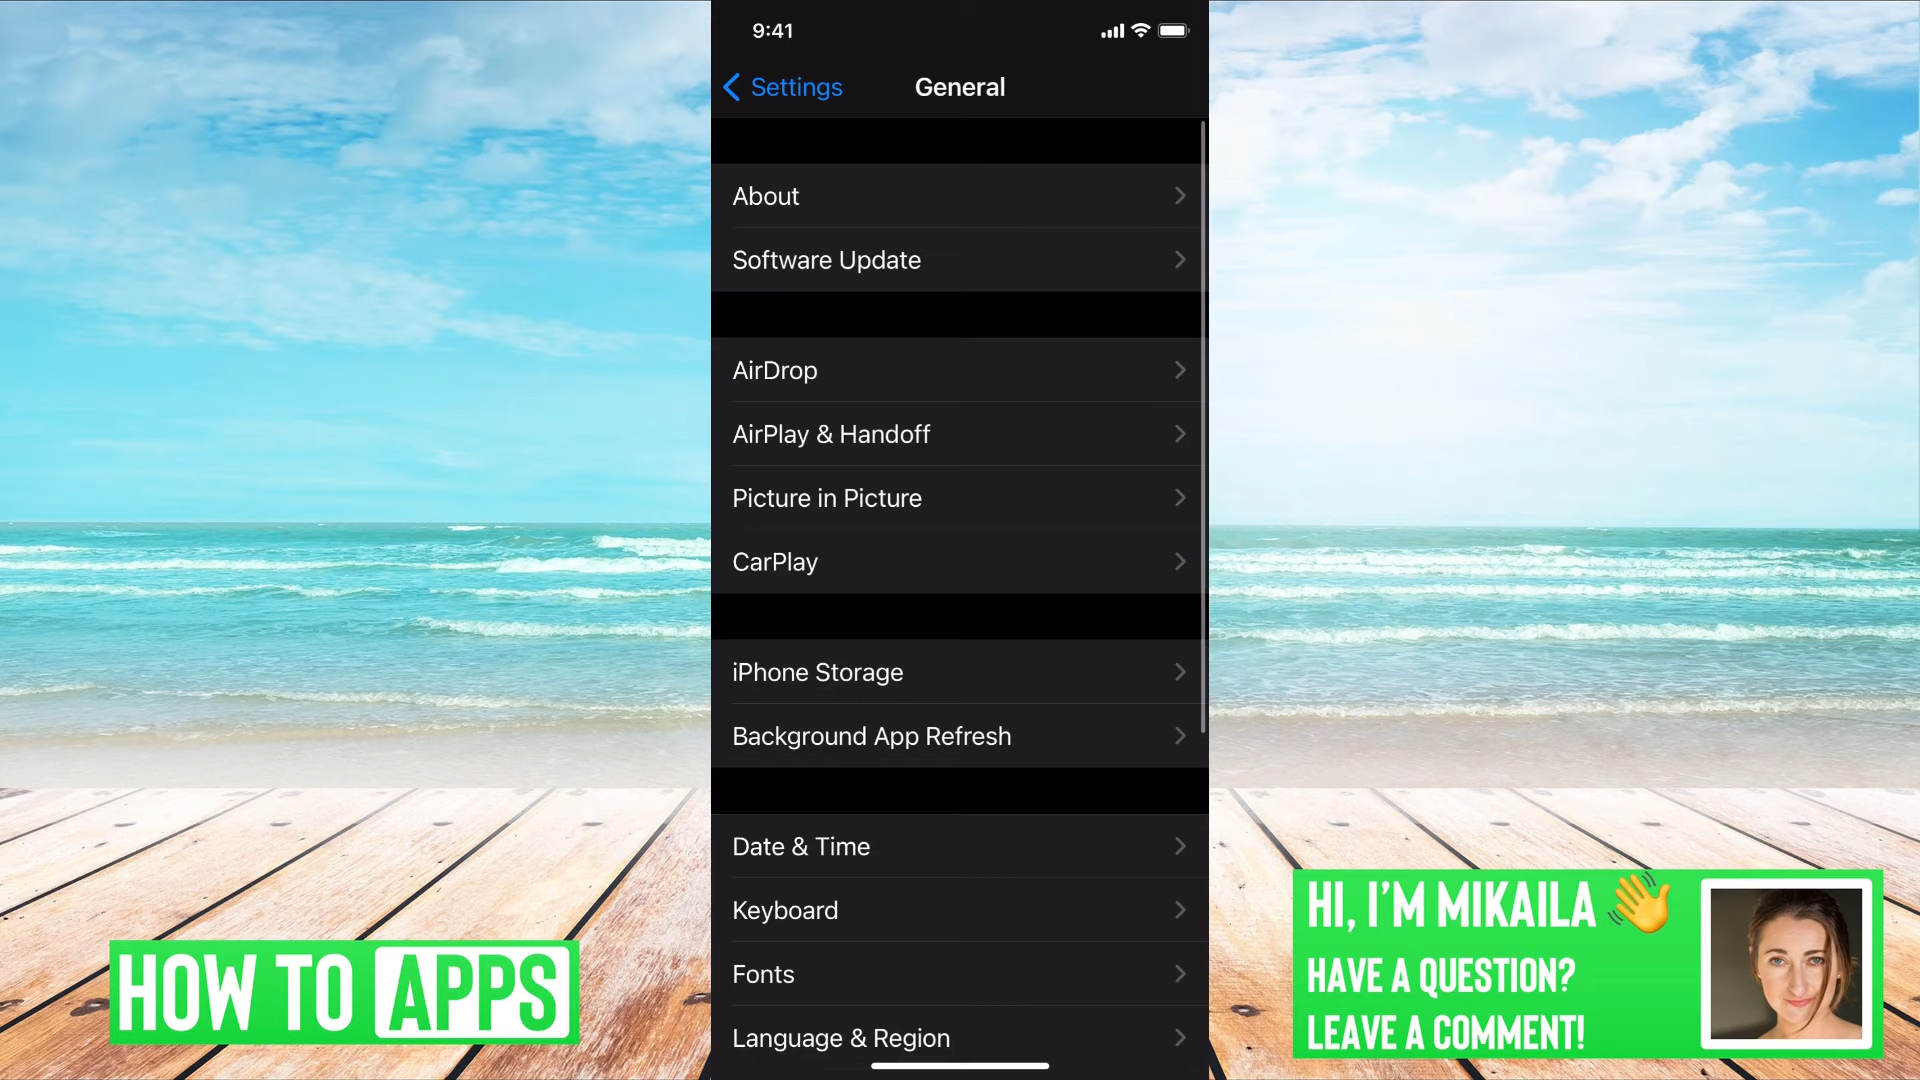 9:41
Settings
General
About
Software Update
AirDrop
AirPlay & Handoff
Picture in Picture
CarPlay
iPhone Storage
Background App Refresh
Date & Time
Keyboard
Fonts
Language & Region
HOW TO APPS
HI, I'M MIKAILA 👋
HAVE A QUESTION?
LEAVE A COMMENT!